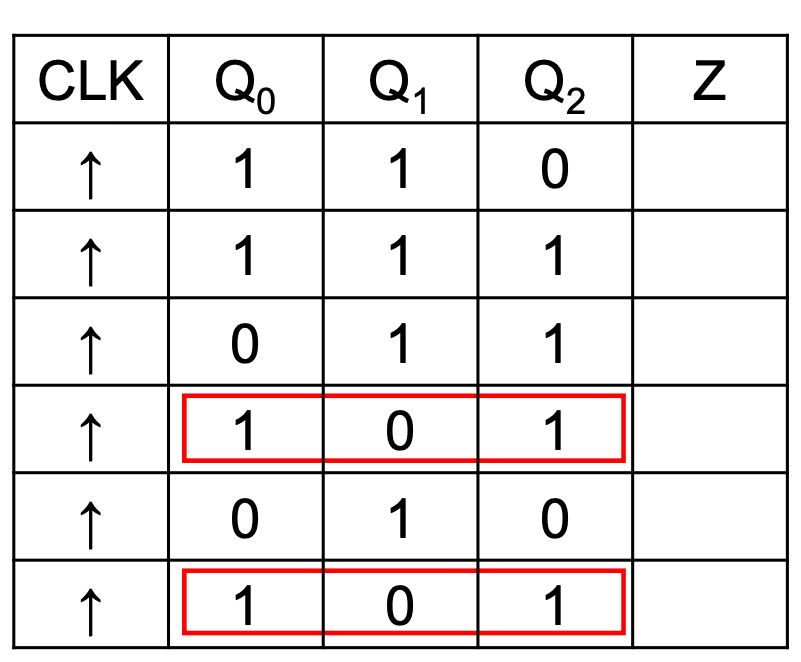 CLK Q₀ Q₁ Q₂ Z
↑ 1 1 0
↑ 1 1 1
↑ 0 1 1
↑ 1 0 1
↑ 0 1 0
↑ 1 0 1